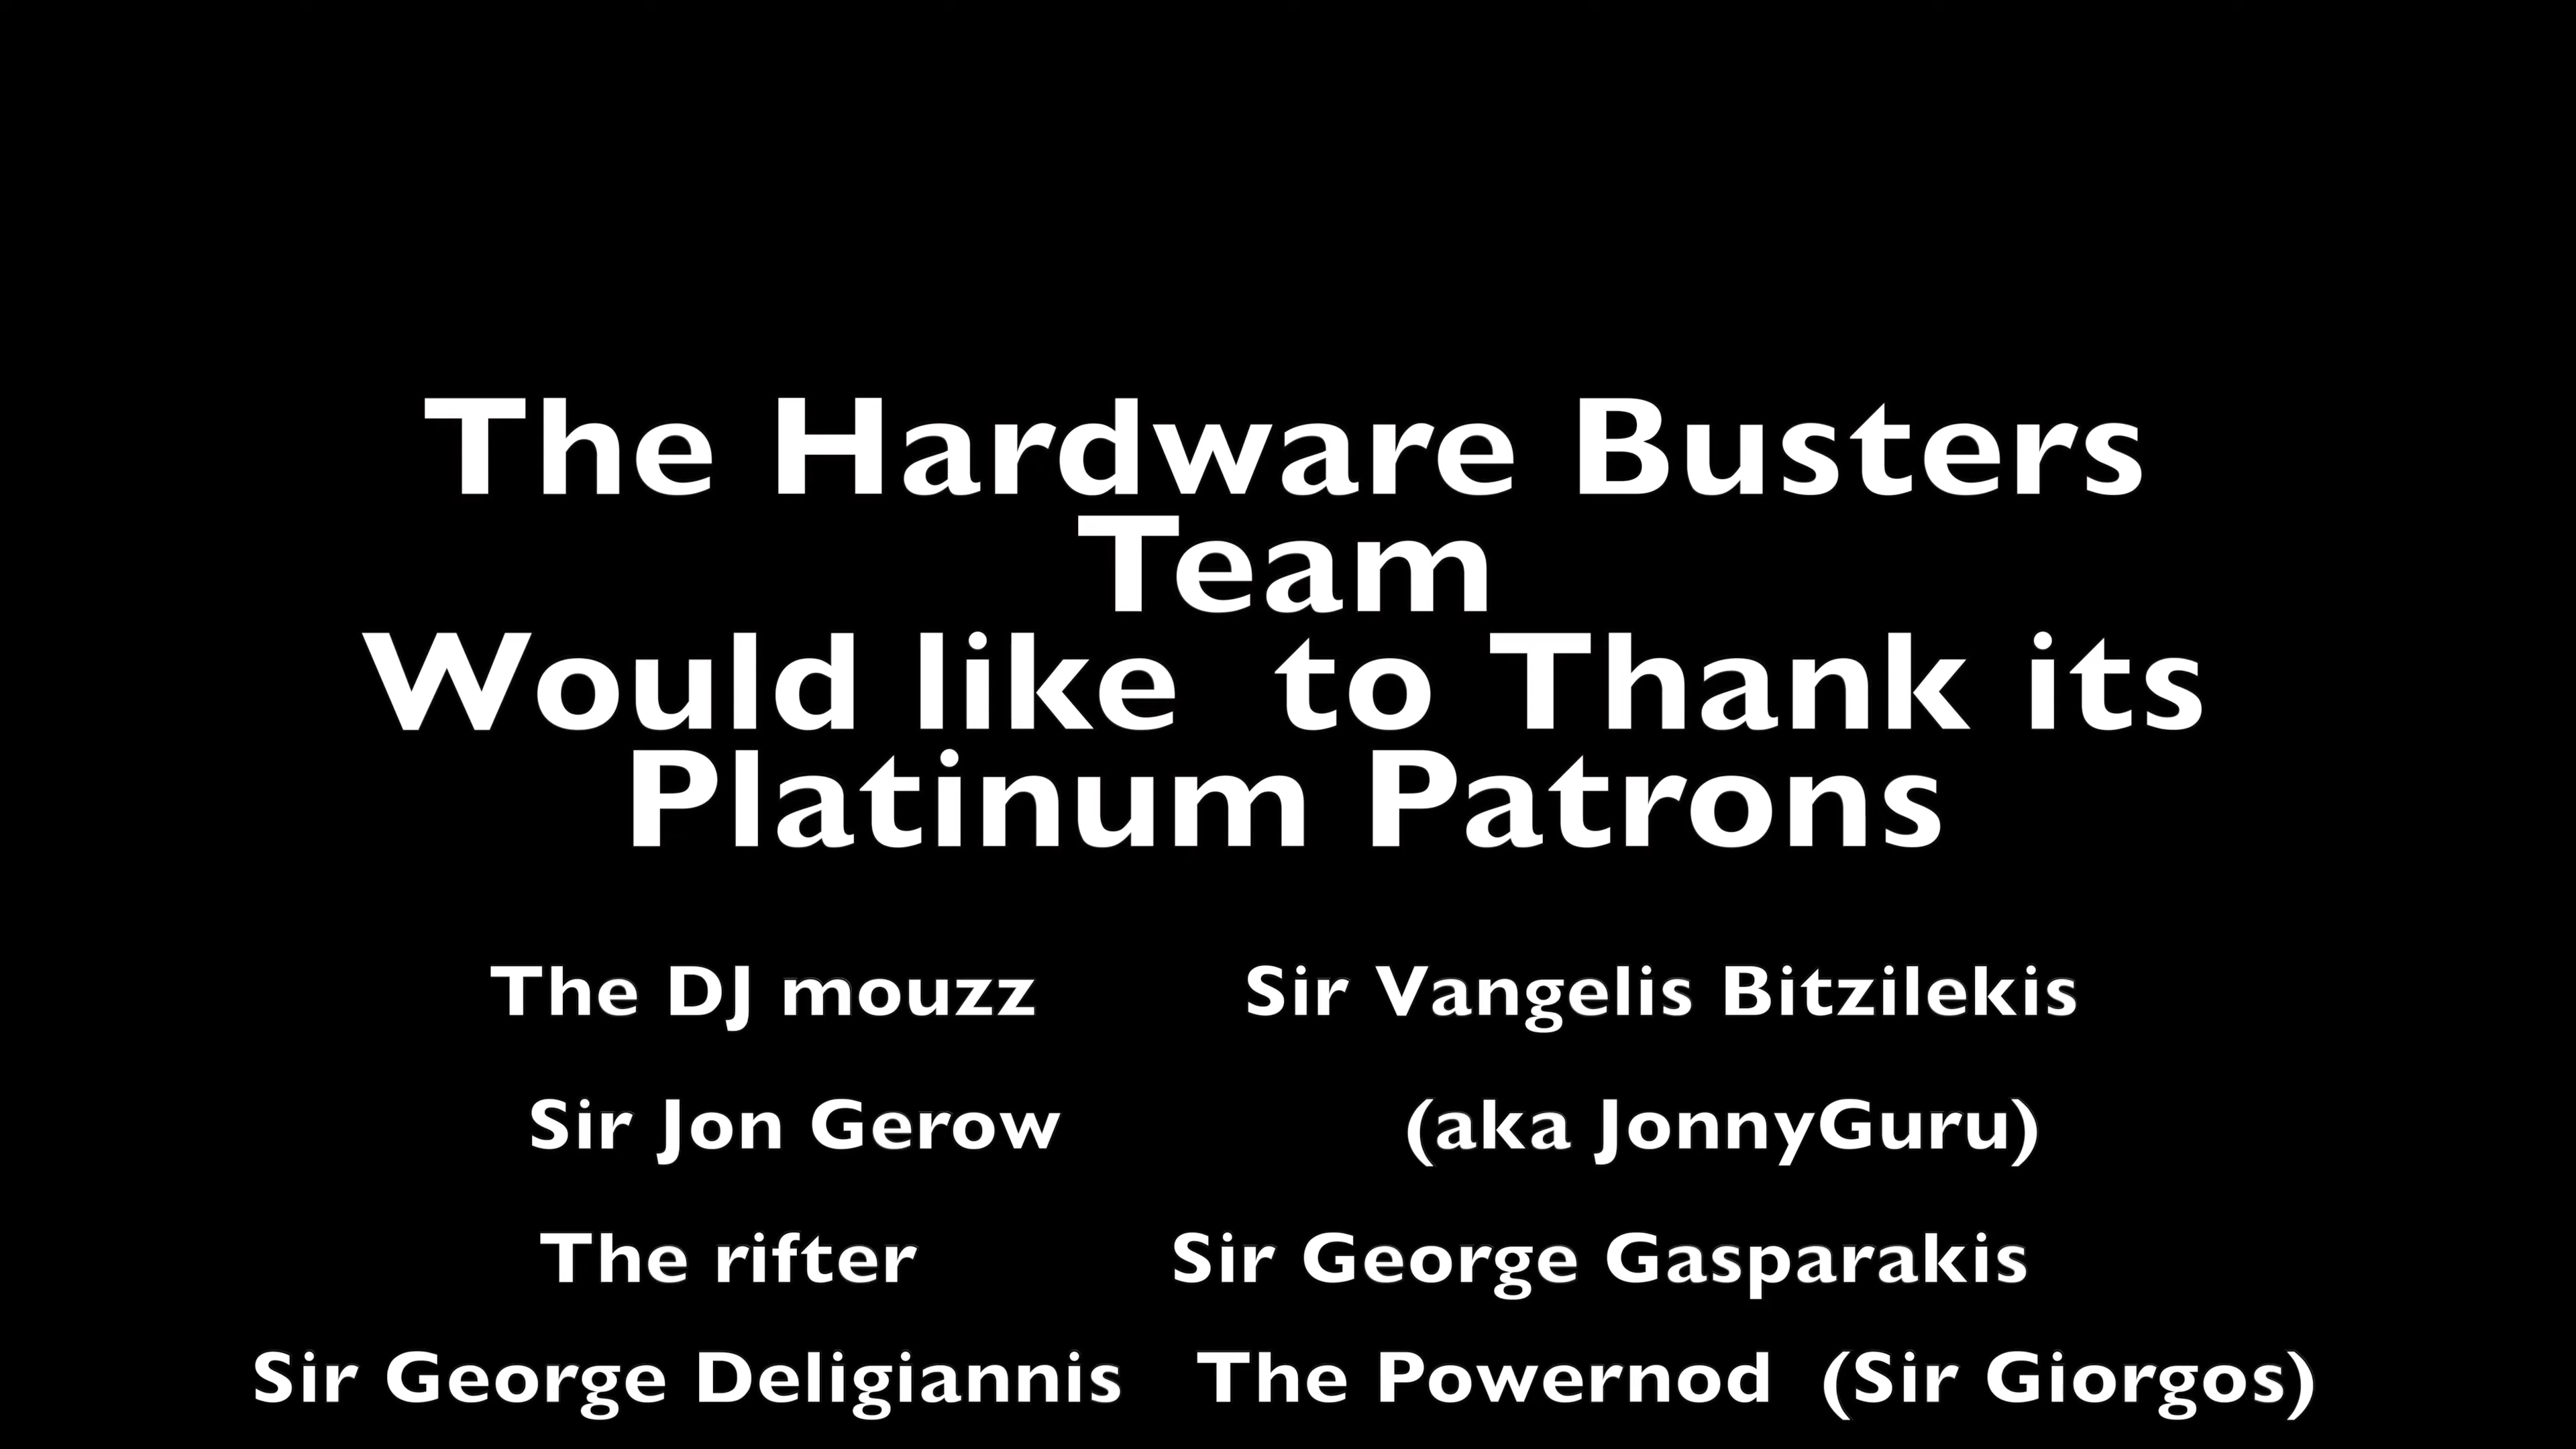 The Hardware Busters
Team
Would like  to Thank its
Platinum Patrons
The DJ mouzz Sir Vangelis Bitzilekis
Sir Jon Gerow (aka JonnyGuru)
The rifter Sir George Gasparakis
Sir George Deligiannis The Powernod (Sir Giorgos)